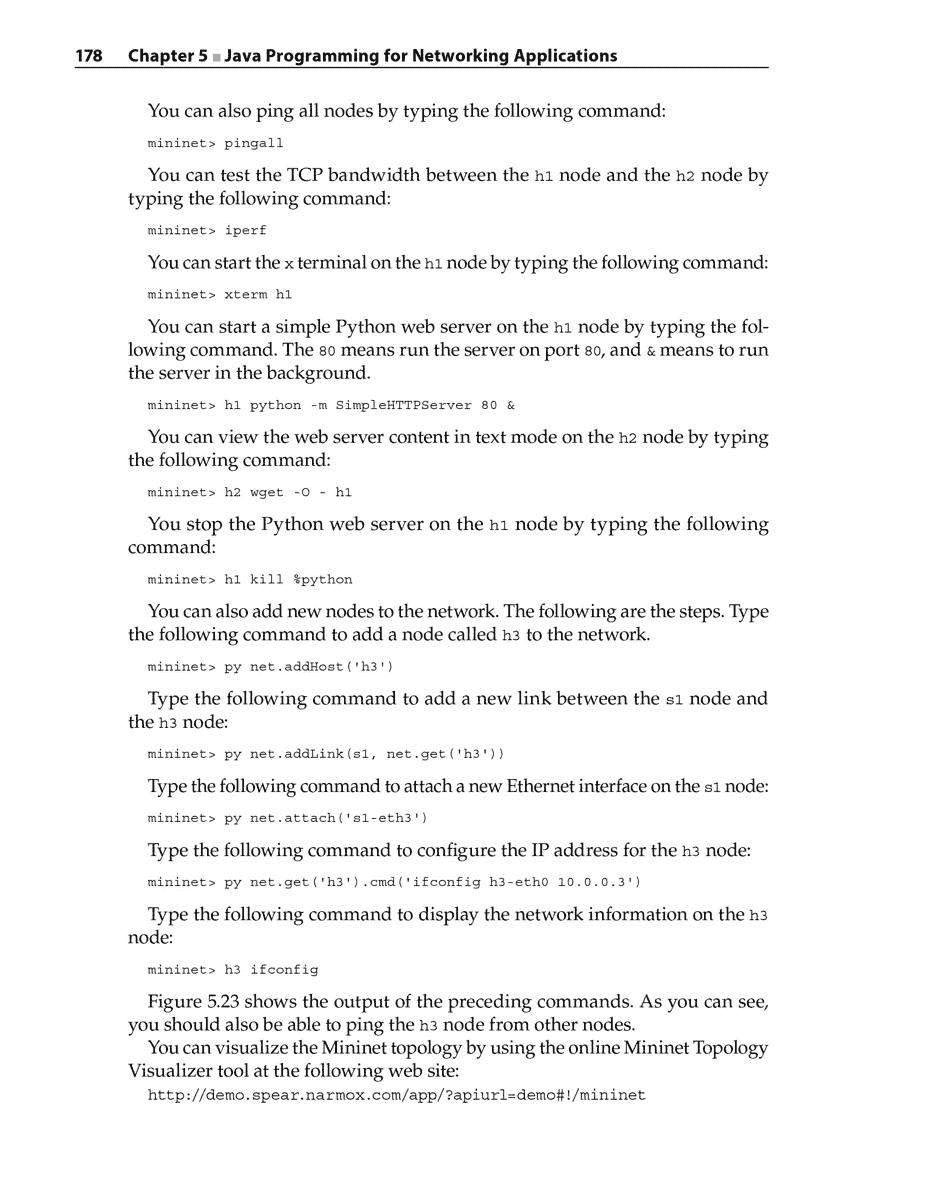 178 Chapter 5 ■ Java Programming for Networking Applications
You can also ping all nodes by typing the following command:
mininet> pingall
You can test the TCP bandwidth between the h1 node and the h2 node by
typing the following command:
mininet> iperf
You can start the x terminal on the h1 node by typing the following command:
mininet> xterm h1
You can start a simple Python web server on the h1 node by typing the fol-
lowing command. The 80 means run the server on port 80, and & means to run
the server in the background.
mininet> h1 python -m SimpleHTTPServer 80 &
You can view the web server content in text mode on the h2 node by typing
the following command:
mininet> h2 wget -O - h1
You stop the Python web server on the h1 node by typing the following
command:
mininet> h1 kill %python
You can also add new nodes to the network. The following are the steps. Type
the following command to add a node called h3 to the network.
mininet> py net.addHost('h3')
Type the following command to add a new link between the s1 node and
the h3 node:
mininet> py net.addLink(s1, net.get('h3'))
Type the following command to attach a new Ethernet interface on the s1 node:
mininet> py net.attach('s1-eth3')
Type the following command to configure the IP address for the h3 node:
mininet> py net.get('h3').cmd('ifconfig h3-eth0 10.0.0.3')
Type the following command to display the network information on the h3
node:
mininet> h3 ifconfig
Figure 5.23 shows the output of the preceding commands. As you can see,
you should also be able to ping the h3 node from other nodes.
You can visualize the Mininet topology by using the online Mininet Topology
Visualizer tool at the following web site:
http://demo.spear.narmox.com/app/?apiurl=demo#!/mininet